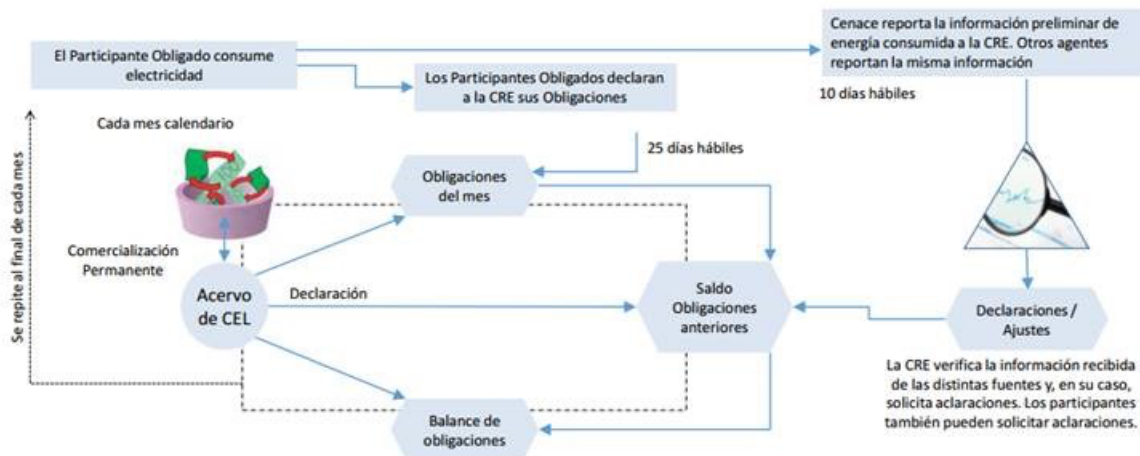 El Participante Obligado consume
electricidad
Cenace reporta la información preliminar de
energía consumida a la CRE. Otros agentes
reportan la misma información
Los Participantes Obligados declaran
a la CRE sus Obligaciones
10 días hábiles
Cada mes calendario
25 días hábiles
Obligaciones
del mes
Se repite al final de cada mes
Comercialización
Permanente
Acervo
de CEL
Declaración
Saldo
Obligaciones
anteriores
Declaraciones /
Ajustes
La CRE verifica la información recibida
de las distintas fuentes y, en su caso,
solicita aclaraciones. Los participantes
también pueden solicitar aclaraciones.
Balance de
obligaciones